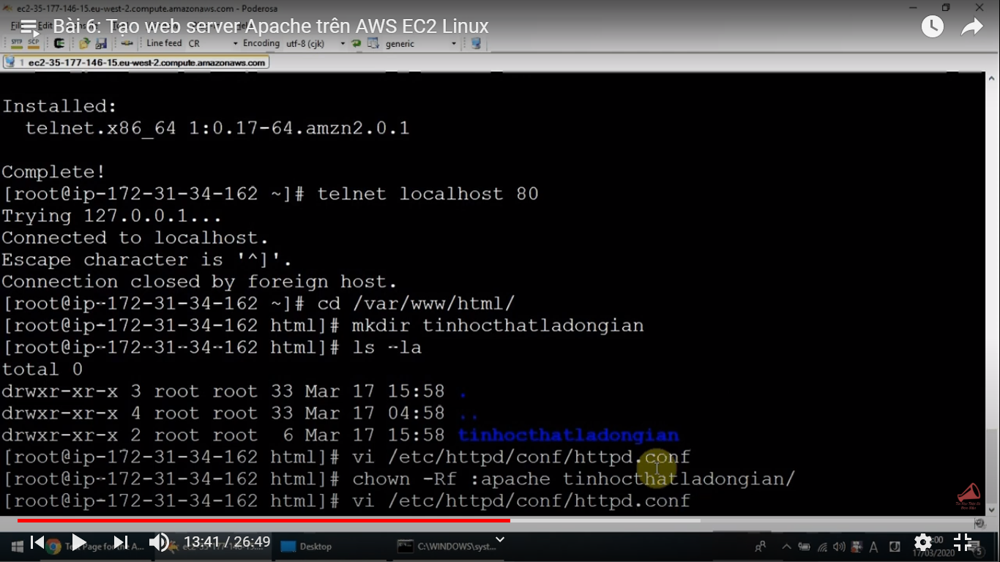 ec2-35-177-146-15.eu-west-2.compute.amazonaws.com - Poderosa
Bài 6: Tạo web server Apache trên AWS EC2 Linux
SFTP SCP Line feed CR Encoding utf-8 (cjk) generic
1 ec2-35-177-146-15.eu-west-2.compute.amazonaws.com
Installed:
telnet.x86_64 1:0.17-64.amzn2.0.1
Complete!
[root@ip-172-31-34-162 ~]# telnet localhost 80
Trying 127.0.0.1...
Connected to localhost.
Escape character is '^]'.
Connection closed by foreign host.
[root@ip-172-31-34-162 ~]# cd /var/www/html/
[root@ip-172-31-34-162 html]# mkdir tinhocthatladongian
[root@ip-172-31-34-162 html]# ls -la
total 0
drwxr-xr-x 3 root root 33 Mar 17 15:58 .
drwxr-xr-x 4 root root 33 Mar 17 04:58 ..
drwxr-xr-x 2 root root  6 Mar 17 15:58 tinhocthatladongian
[root@ip-172-31-34-162 html]# vi /etc/httpd/conf/httpd.conf
[root@ip-172-31-34-162 html]# chown -Rf :apache tinhocthatladongian/
[root@ip-172-31-34-162 html]# vi /etc/httpd/conf/httpd.conf
13:41 / 26:49
Desktop
C:\WINDOWS\syst...
17/03/2020